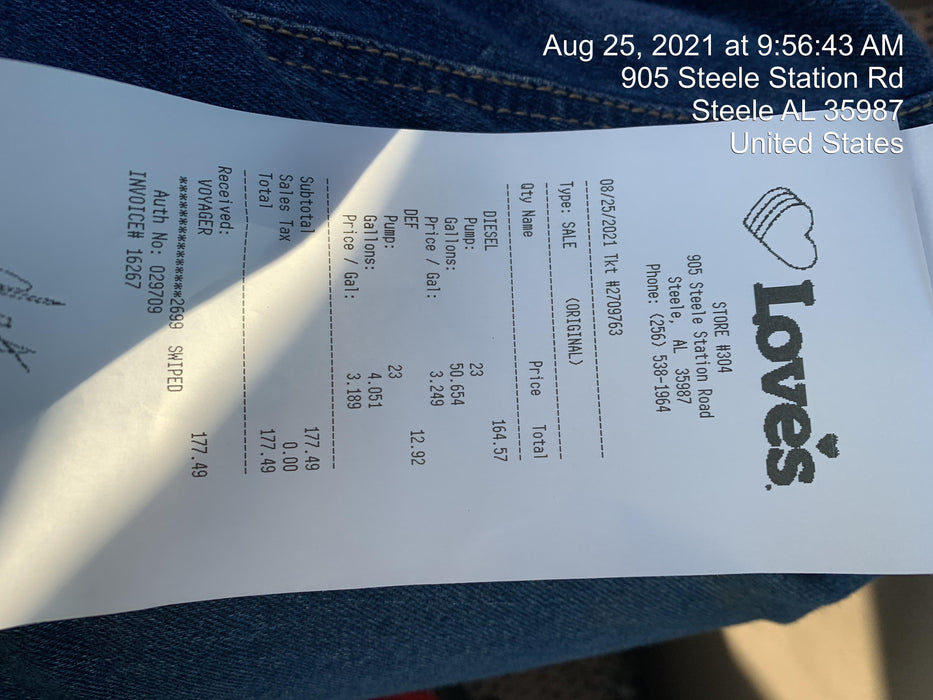 Aug 25, 2021 at 9:56:43 AM
905 Steele Station Rd
Steele AL 35987
United States
Love's
STORE #304
905 Steele Station Road
Steele, AL 35987
Phone: (256) 538-1964
08/25/2021 Tkt #2709763
Type: SALE (ORIGINAL)
Qty Name Price Total
DIESEL 164.57
Pump: 23
Gallons: 50.654
Price / Gal: 3.249
DEF 12.92
Pump: 23
Gallons: 4.051
Price / Gal: 3.189
Subtotal 177.49
Sales Tax 0.00
Total 177.49
Received:
VOYAGER 177.49
***************2699 SWIPED
Auth No: 029709
INVOICE# 16267